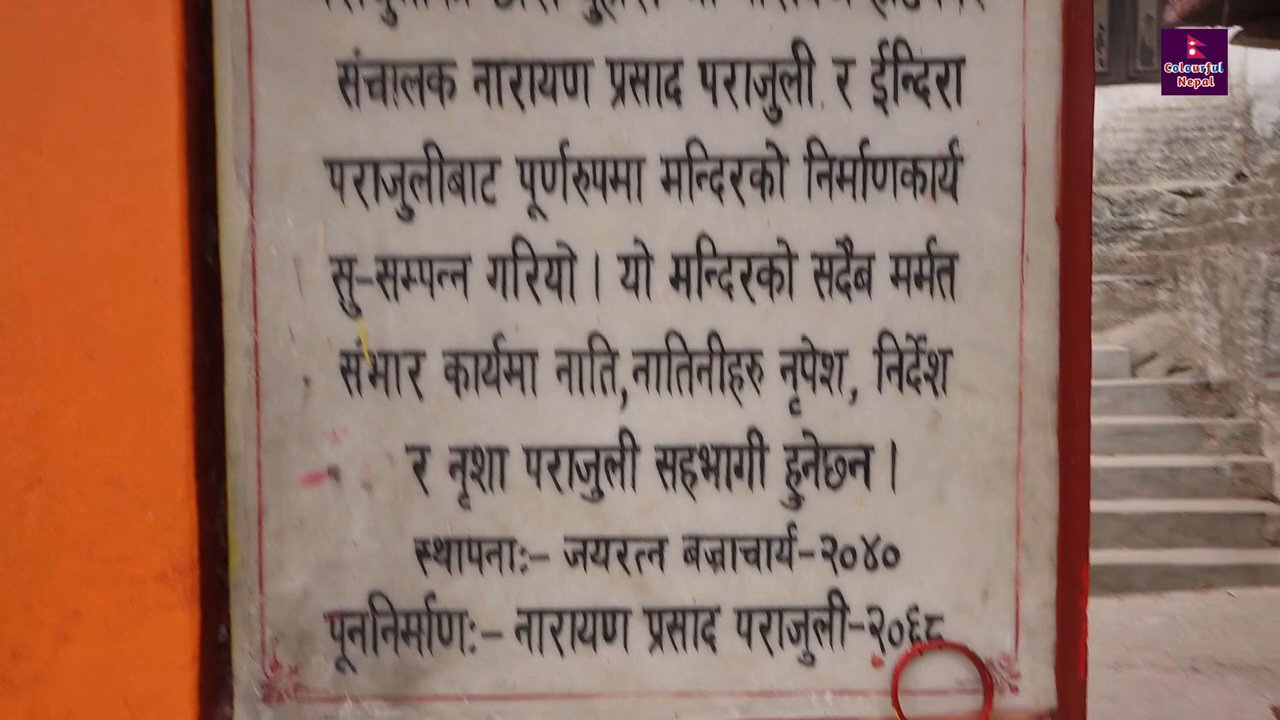 संचालक नारायण प्रसाद पराजुली र ईन्दिरा
पराजुलीबाट पूर्णरुपमा मन्दिरको निर्माणकार्य
सु-सम्पन्न गरियो । यो मन्दिरको सदैब मर्मत
संभार कार्यमा नाति,नातिनीहरु नृपेश, निर्देश
र नृशा पराजुली सहभागी हुनेछन ।
स्थापनाः- जयरत्न बज्राचार्य-२०४०
पूननिर्माणः- नारायण प्रसाद पराजुली-२०६८
Colourful
Nepal